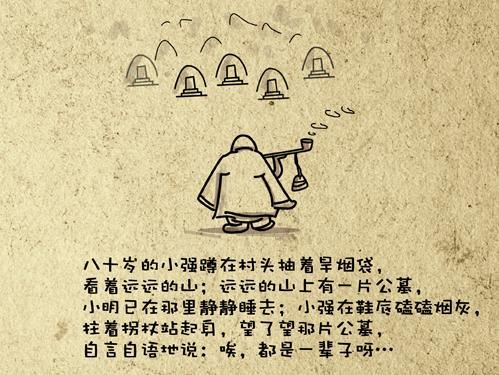 八十岁的小强蹲在村头抽着旱烟袋，
看着远远的山；远远的山上有一片公墓，
小明已在那里静静睡去；小强在鞋底磕磕烟灰，
拄着拐杖站起身，望了望那片公墓，
自言自语地说：唉，都是一辈子呀…